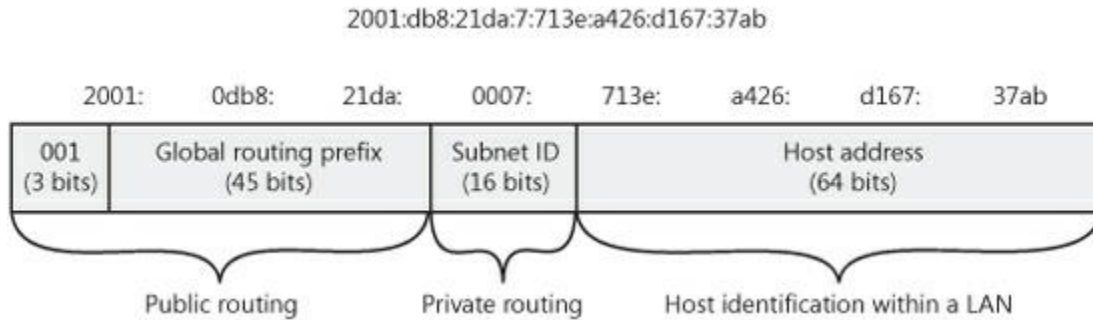 2001:db8:21da:7:713e:a426:d167:37ab
2001: 0db8: 21da: 0007: 713e: a426: d167: 37ab
001 Global routing prefix Subnet ID Host address
(3 bits) (45 bits) (16 bits) (64 bits)
Public routing Private routing Host identification within a LAN